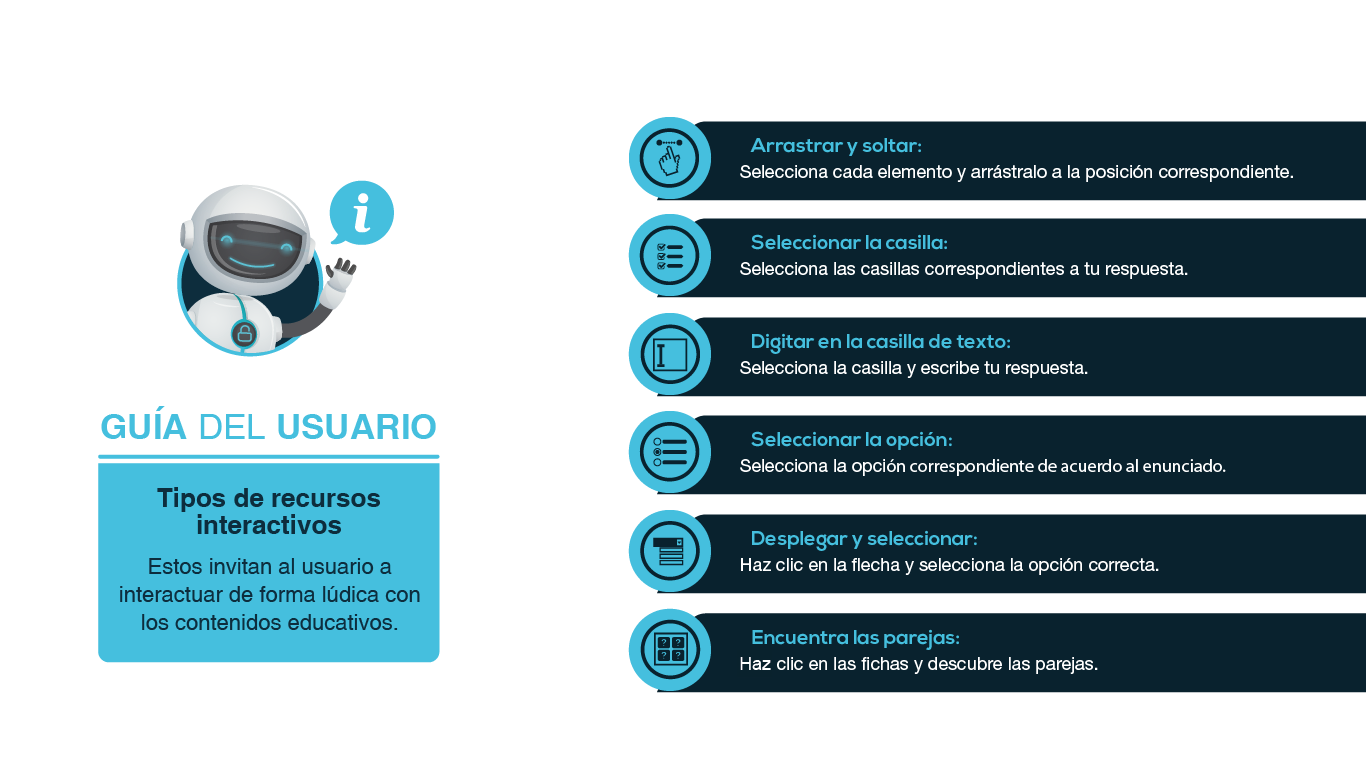 i
GUÍA DEL USUARIO
Tipos de recursos
interactivos
Estos invitan al usuario a
interactuar de forma lúdica con
los contenidos educativos.
Arrastrar y soltar:
Selecciona cada elemento y arrástralo a la posición correspondiente.
Seleccionar la casilla:
Selecciona las casillas correspondientes a tu respuesta.
Digitar en la casilla de texto:
Selecciona la casilla y escribe tu respuesta.
Seleccionar la opción:
Selecciona la opción correspondiente de acuerdo al enunciado.
Desplegar y seleccionar:
Haz clic en la flecha y selecciona la opción correcta.
? ?
? ?
Encuentra las parejas:
Haz clic en las fichas y descubre las parejas.